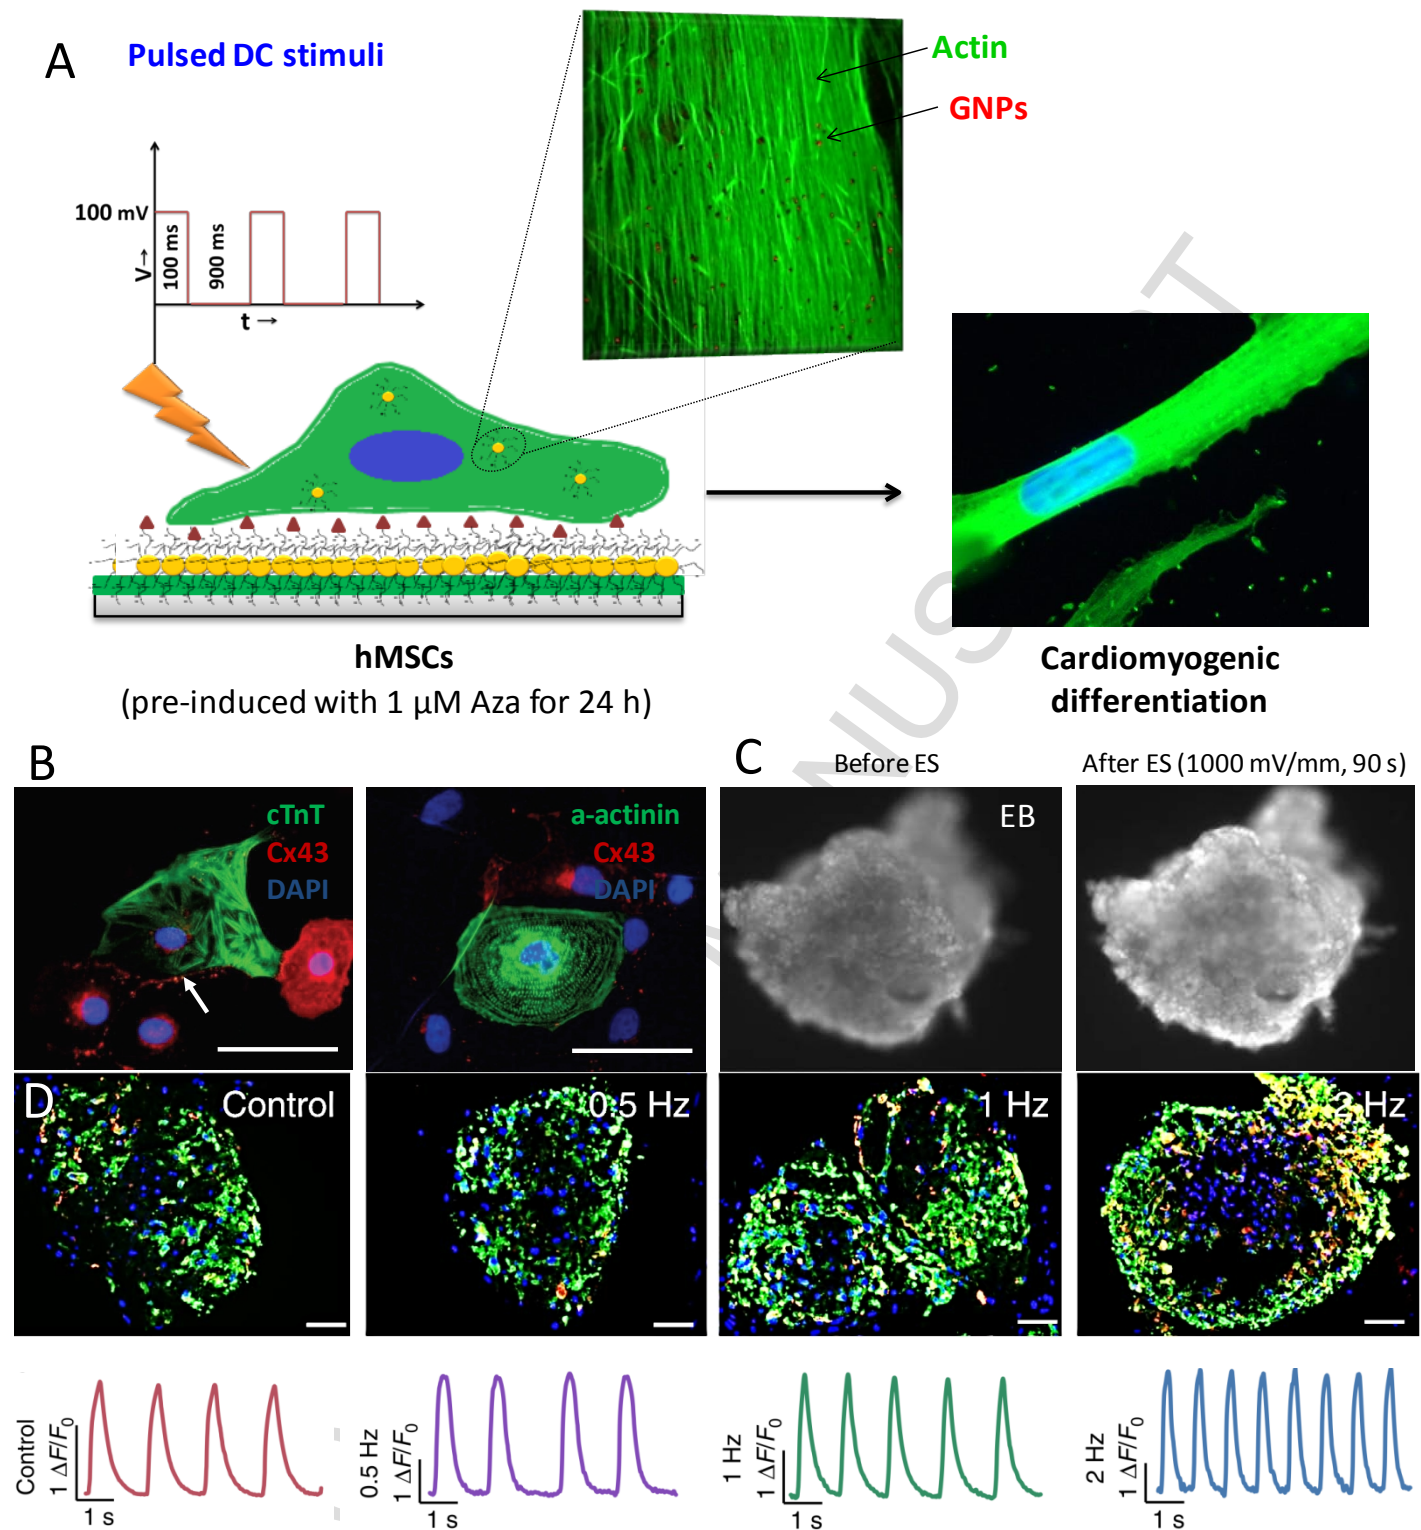 A
Pulsed DC stimuli
Actin
GNPs
100 mV
V→
100 ms
900 ms
t →
hMSCs
(pre-induced with 1 µM Aza for 24 h)
Cardiomyogenic
differentiation
B
cTnT
Cx43
DAPI
a-actinin
Cx43
DAPI
C
Before ES
After ES (1000 mV/mm, 90 s)
EB
D
Control
0.5 Hz
1 Hz
2 Hz
Control
1 ΔF/F0
1 s
0.5 Hz
1 ΔF/F0
1 s
1 Hz
1 ΔF/F0
1 s
2 Hz
1 ΔF/F0
1 s